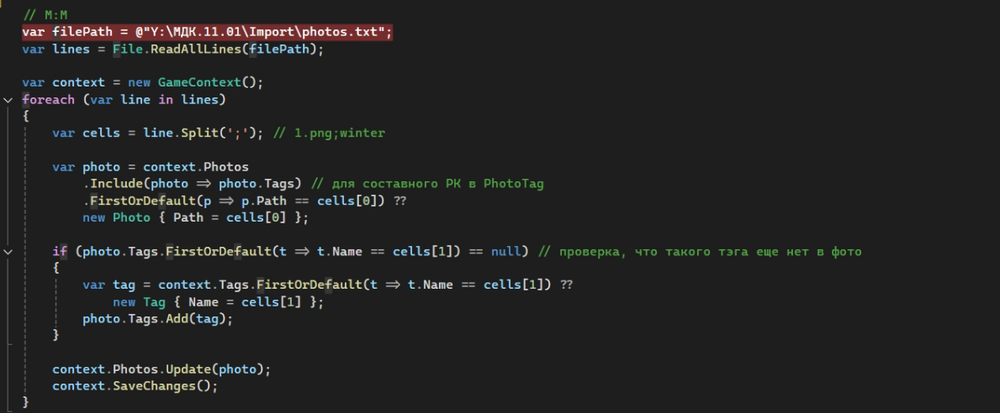 // M:M
var filePath = @"Y:\МДК.11.01\Import\photos.txt";
var lines = File.ReadAllLines(filePath);
var context = new GameContext();
foreach (var line in lines)
{
var cells = line.Split(';'); // 1.png;winter
var photo = context.Photos
.Include(photo => photo.Tags) // для составного PK в PhotoTag
.FirstOrDefault(p => p.Path == cells[0]) ??
new Photo { Path = cells[0] };
if (photo.Tags.FirstOrDefault(t => t.Name == cells[1]) == null) // проверка, что такого тэга еще нет в фото
{
var tag = context.Tags.FirstOrDefault(t => t.Name == cells[1]) ??
new Tag { Name = cells[1] };
photo.Tags.Add(tag);
}
context.Photos.Update(photo);
context.SaveChanges();
}